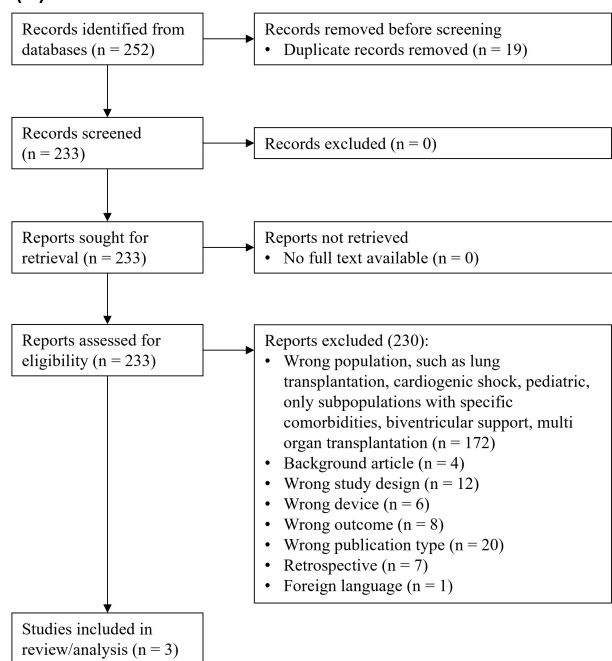 Records identified from
databases (n = 252)
Records removed before screening
• Duplicate records removed (n = 19)
Records screened
(n = 233)
Records excluded (n = 0)
Reports sought for
retrieval (n = 233)
Reports not retrieved
• No full text available (n = 0)
Reports assessed for
eligibility (n = 233)
Reports excluded (230):
• Wrong population, such as lung
transplantation, cardiogenic shock, pediatric,
only subpopulations with specific
comorbidities, biventricular support, multi
organ transplantation (n = 172)
• Background article (n = 4)
• Wrong study design (n = 12)
• Wrong device (n = 6)
• Wrong outcome (n = 8)
• Wrong publication type (n = 20)
• Retrospective (n = 7)
• Foreign language (n = 1)
Studies included in
review/analysis (n = 3)